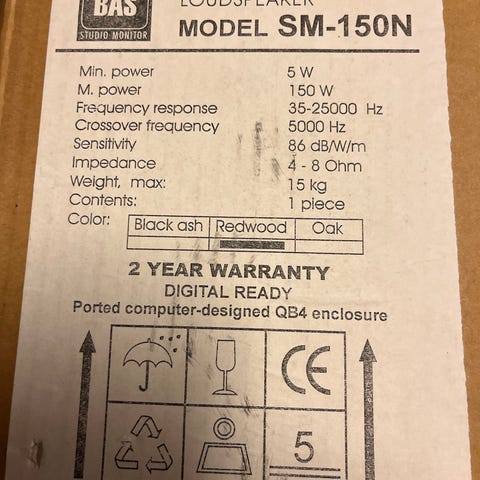 BAS
STUDIO MONITOR
LOUDSPEAKER
MODEL SM-150N
Min. power 5 W
M. power 150 W
Frequency response 35-25000 Hz
Crossover frequency 5000 Hz
Sensitivity 86 dB/W/m
Impedance 4 - 8 Ohm
Weight, max: 15 kg
Contents: 1 piece
Color: Black ash Redwood Oak
2 YEAR WARRANTY
DIGITAL READY
Ported computer-designed QB4 enclosure
CE
5